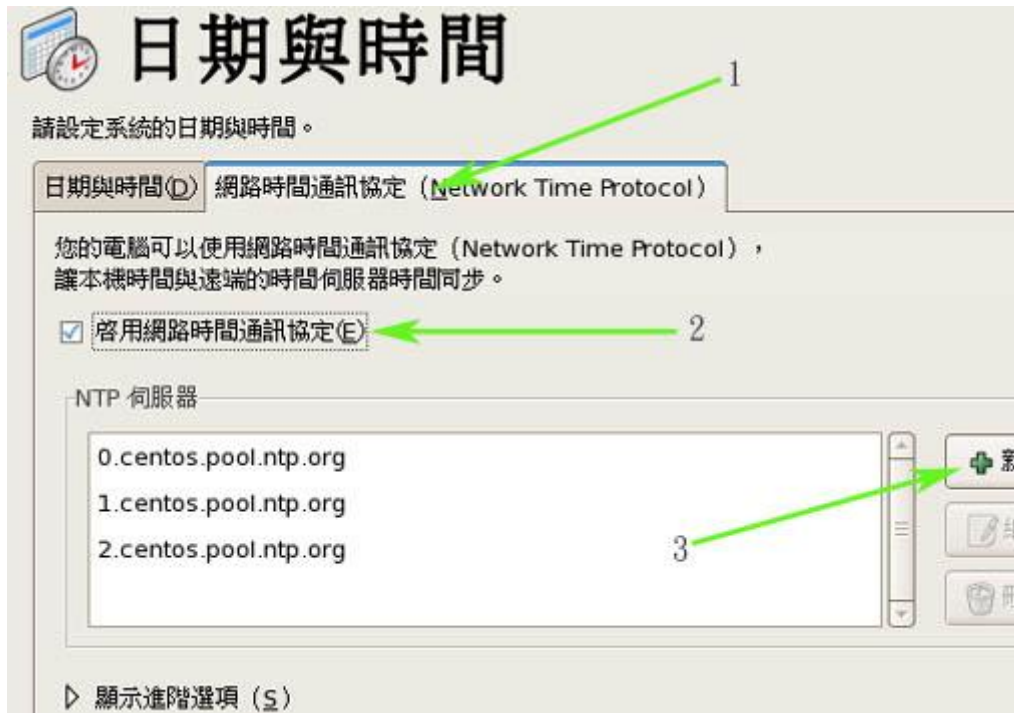 日期與時間
1
請設定系統的日期與時間。
日期與時間(D) 網路時間通訊協定（Network Time Protocol）
您的電腦可以使用網路時間通訊協定（Network Time Protocol），
讓本機時間與遠端的時間伺服器時間同步。
啓用網路時間通訊協定(E)
2
NTP 伺服器
0.centos.pool.ntp.org
1.centos.pool.ntp.org
2.centos.pool.ntp.org
3
顯示進階選項（S）